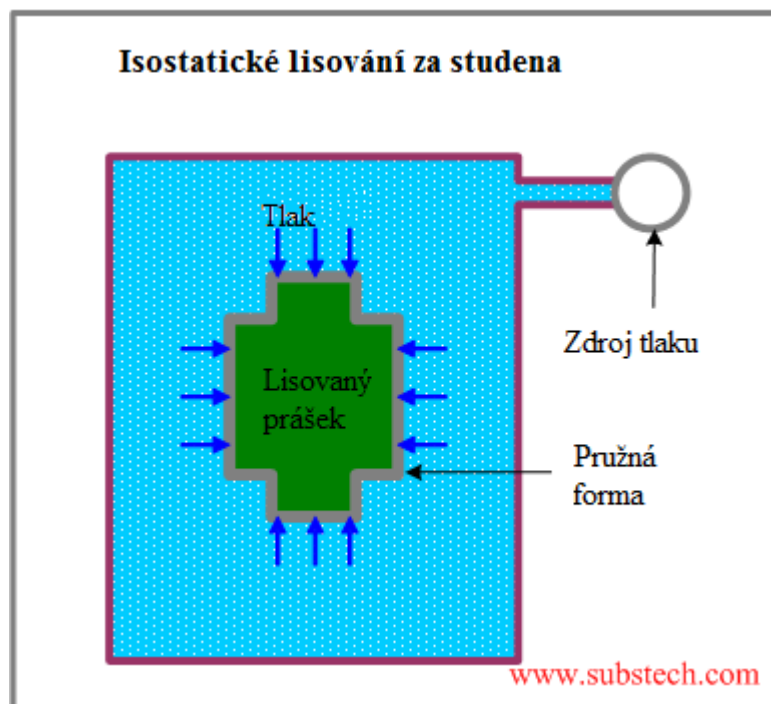 Isostatické lisování za studena
Tlak
Zdroj tlaku
Lisovaný
prášek
Pružná
forma
www.substech.com